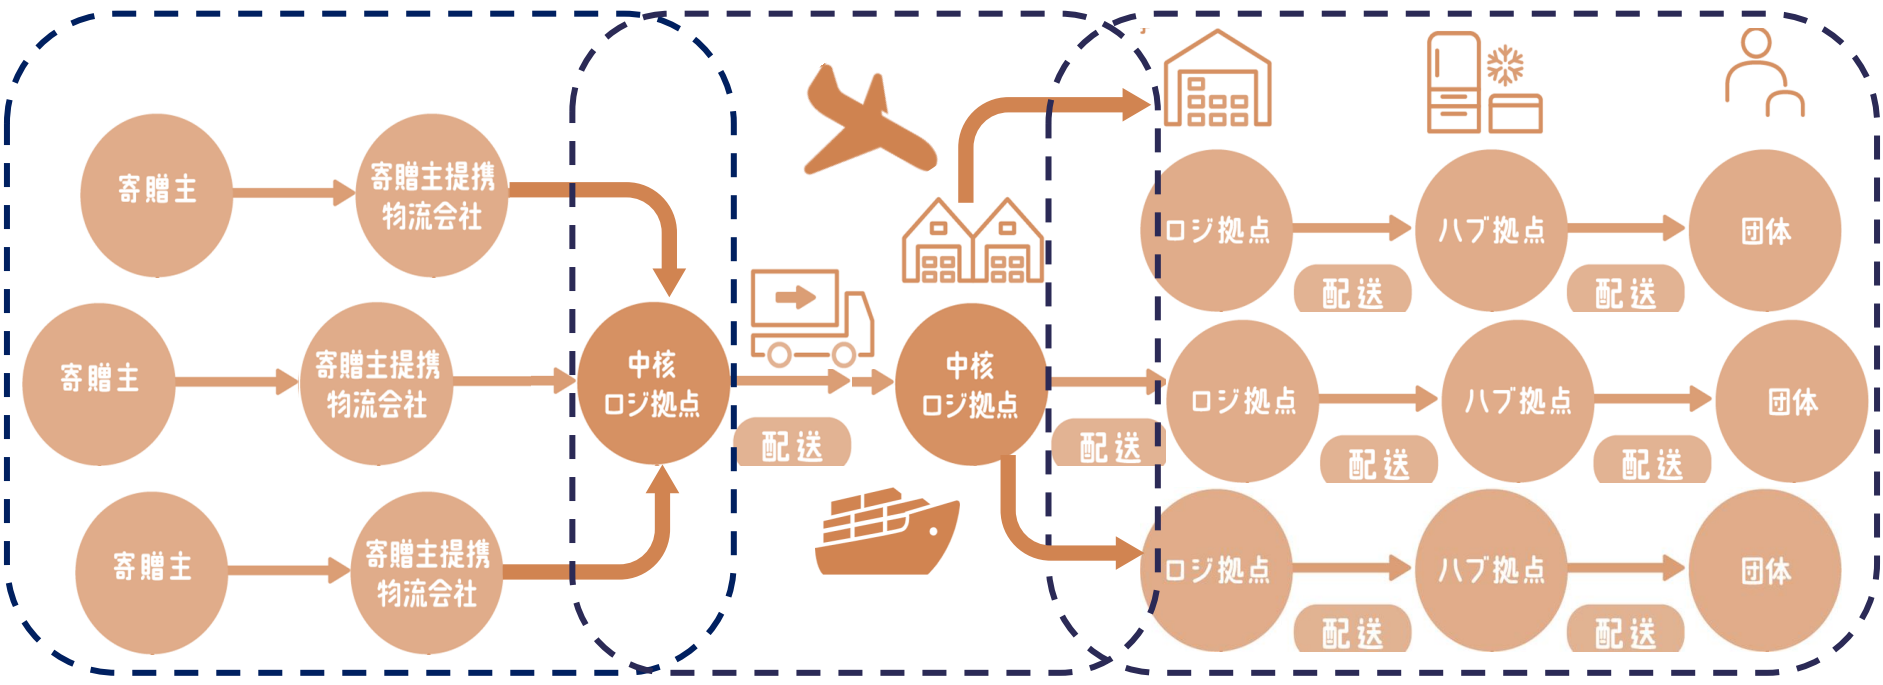 寄贈主
寄贈主提携
物流会社
寄贈主
寄贈主提携
物流会社
寄贈主
寄贈主提携
物流会社
中核
ロジ拠点
配送
中核
ロジ拠点
配送
ロジ拠点
配送
ハブ拠点
配送
団体
ロジ拠点
配送
ハブ拠点
配送
団体
ロジ拠点
配送
ハブ拠点
配送
団体